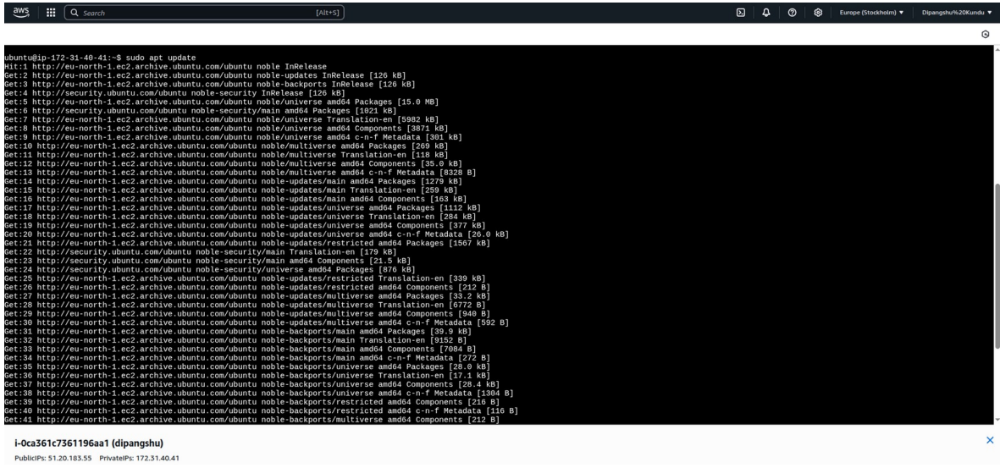 aws
Search [Alt+S]
Europe (Stockholm) ▼ Dipangshu%20Kundu ▼
ubuntu@ip-172-31-40-41:~$ sudo apt update
Hit:1 http://eu-north-1.ec2.archive.ubuntu.com/ubuntu noble InRelease
Get:2 http://eu-north-1.ec2.archive.ubuntu.com/ubuntu noble-updates InRelease [126 kB]
Get:3 http://eu-north-1.ec2.archive.ubuntu.com/ubuntu noble-backports InRelease [126 kB]
Get:4 http://security.ubuntu.com/ubuntu noble-security InRelease [126 kB]
Get:5 http://eu-north-1.ec2.archive.ubuntu.com/ubuntu noble/universe amd64 Packages [15.0 MB]
Get:6 http://security.ubuntu.com/ubuntu noble-security/main amd64 Packages [1021 kB]
Get:7 http://eu-north-1.ec2.archive.ubuntu.com/ubuntu noble/universe Translation-en [5982 kB]
Get:8 http://eu-north-1.ec2.archive.ubuntu.com/ubuntu noble/universe amd64 Components [3871 kB]
Get:9 http://eu-north-1.ec2.archive.ubuntu.com/ubuntu noble/universe amd64 c-n-f Metadata [301 kB]
Get:10 http://eu-north-1.ec2.archive.ubuntu.com/ubuntu noble/multiverse amd64 Packages [269 kB]
Get:11 http://eu-north-1.ec2.archive.ubuntu.com/ubuntu noble/multiverse Translation-en [118 kB]
Get:12 http://eu-north-1.ec2.archive.ubuntu.com/ubuntu noble/multiverse amd64 Components [35.0 kB]
Get:13 http://eu-north-1.ec2.archive.ubuntu.com/ubuntu noble/multiverse amd64 c-n-f Metadata [8328 B]
Get:14 http://eu-north-1.ec2.archive.ubuntu.com/ubuntu noble-updates/main amd64 Packages [1279 kB]
Get:15 http://eu-north-1.ec2.archive.ubuntu.com/ubuntu noble-updates/main Translation-en [259 kB]
Get:16 http://eu-north-1.ec2.archive.ubuntu.com/ubuntu noble-updates/main amd64 Components [163 kB]
Get:17 http://eu-north-1.ec2.archive.ubuntu.com/ubuntu noble-updates/universe amd64 Packages [1112 kB]
Get:18 http://eu-north-1.ec2.archive.ubuntu.com/ubuntu noble-updates/universe Translation-en [284 kB]
Get:19 http://eu-north-1.ec2.archive.ubuntu.com/ubuntu noble-updates/universe amd64 Components [377 kB]
Get:20 http://eu-north-1.ec2.archive.ubuntu.com/ubuntu noble-updates/universe amd64 c-n-f Metadata [26.0 kB]
Get:21 http://eu-north-1.ec2.archive.ubuntu.com/ubuntu noble-updates/restricted amd64 Packages [1567 kB]
Get:22 http://security.ubuntu.com/ubuntu noble-security/main Translation-en [179 kB]
Get:23 http://security.ubuntu.com/ubuntu noble-security/main amd64 Components [21.5 kB]
Get:24 http://security.ubuntu.com/ubuntu noble-security/universe amd64 Packages [876 kB]
Get:25 http://eu-north-1.ec2.archive.ubuntu.com/ubuntu noble-updates/restricted Translation-en [339 kB]
Get:26 http://eu-north-1.ec2.archive.ubuntu.com/ubuntu noble-updates/restricted amd64 Components [212 B]
Get:27 http://eu-north-1.ec2.archive.ubuntu.com/ubuntu noble-updates/multiverse amd64 Packages [33.2 kB]
Get:28 http://eu-north-1.ec2.archive.ubuntu.com/ubuntu noble-updates/multiverse Translation-en [6772 B]
Get:29 http://eu-north-1.ec2.archive.ubuntu.com/ubuntu noble-updates/multiverse amd64 Components [940 B]
Get:30 http://eu-north-1.ec2.archive.ubuntu.com/ubuntu noble-updates/multiverse amd64 c-n-f Metadata [592 B]
Get:31 http://eu-north-1.ec2.archive.ubuntu.com/ubuntu noble-backports/main amd64 Packages [39.9 kB]
Get:32 http://eu-north-1.ec2.archive.ubuntu.com/ubuntu noble-backports/main Translation-en [9152 B]
Get:33 http://eu-north-1.ec2.archive.ubuntu.com/ubuntu noble-backports/main amd64 Components [7084 B]
Get:34 http://eu-north-1.ec2.archive.ubuntu.com/ubuntu noble-backports/main amd64 c-n-f Metadata [272 B]
Get:35 http://eu-north-1.ec2.archive.ubuntu.com/ubuntu noble-backports/universe amd64 Packages [28.0 kB]
Get:36 http://eu-north-1.ec2.archive.ubuntu.com/ubuntu noble-backports/universe Translation-en [17.1 kB]
Get:37 http://eu-north-1.ec2.archive.ubuntu.com/ubuntu noble-backports/universe amd64 Components [28.4 kB]
Get:38 http://eu-north-1.ec2.archive.ubuntu.com/ubuntu noble-backports/universe amd64 c-n-f Metadata [1304 B]
Get:39 http://eu-north-1.ec2.archive.ubuntu.com/ubuntu noble-backports/restricted amd64 Components [216 B]
Get:40 http://eu-north-1.ec2.archive.ubuntu.com/ubuntu noble-backports/restricted amd64 c-n-f Metadata [116 B]
Get:41 http://eu-north-1.ec2.archive.ubuntu.com/ubuntu noble-backports/multiverse amd64 Components [212 B]
i-0ca361c7361196aa1 (dipangshu)
PublicIPs: 51.20.183.55 PrivateIPs: 172.31.40.41